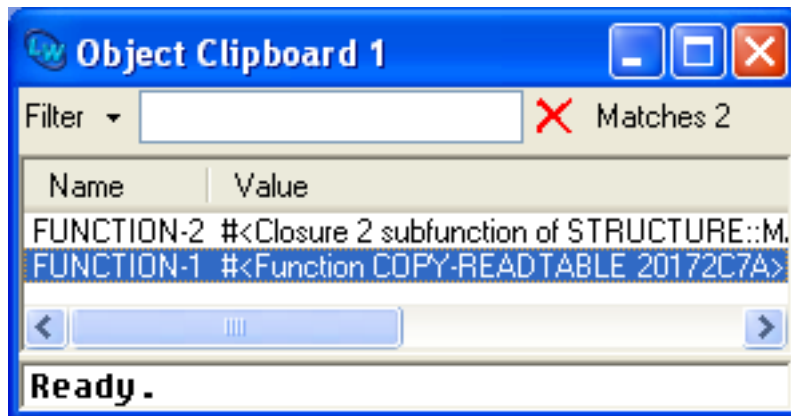 LW Object Clipboard 1
Filter Matches 2
Name Value
FUNCTION-2 #<Closure 2 subfunction of STRUCTURE::M.
FUNCTION-1 #<Function COPY-READTABLE 20172C7A>
Ready.